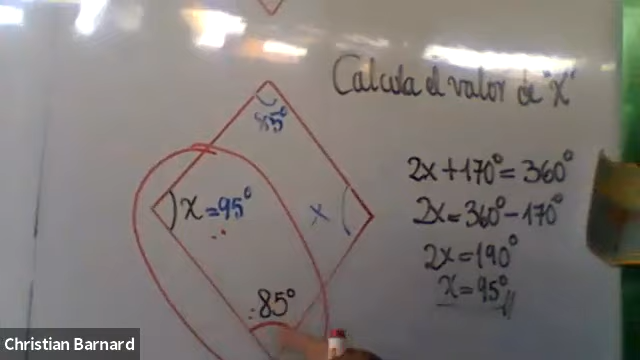 Calcula el valor
de "X"
85°
x=95°
x
:85°
2x+170°=360°
2x=360°-170°
2x=190°
x=95°
Christian Barnard